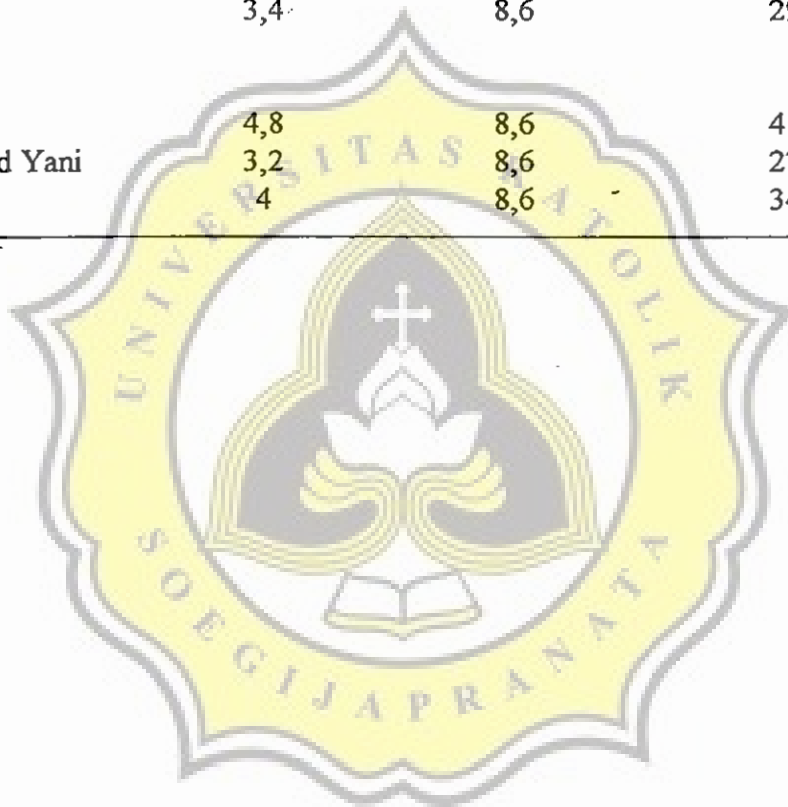 3,4 8,6
4,8 8,6 4
d Yani 3,2 8,6
4 8,6
UNIVERSITAS KATOLIK
SOEGIJAPRANATA